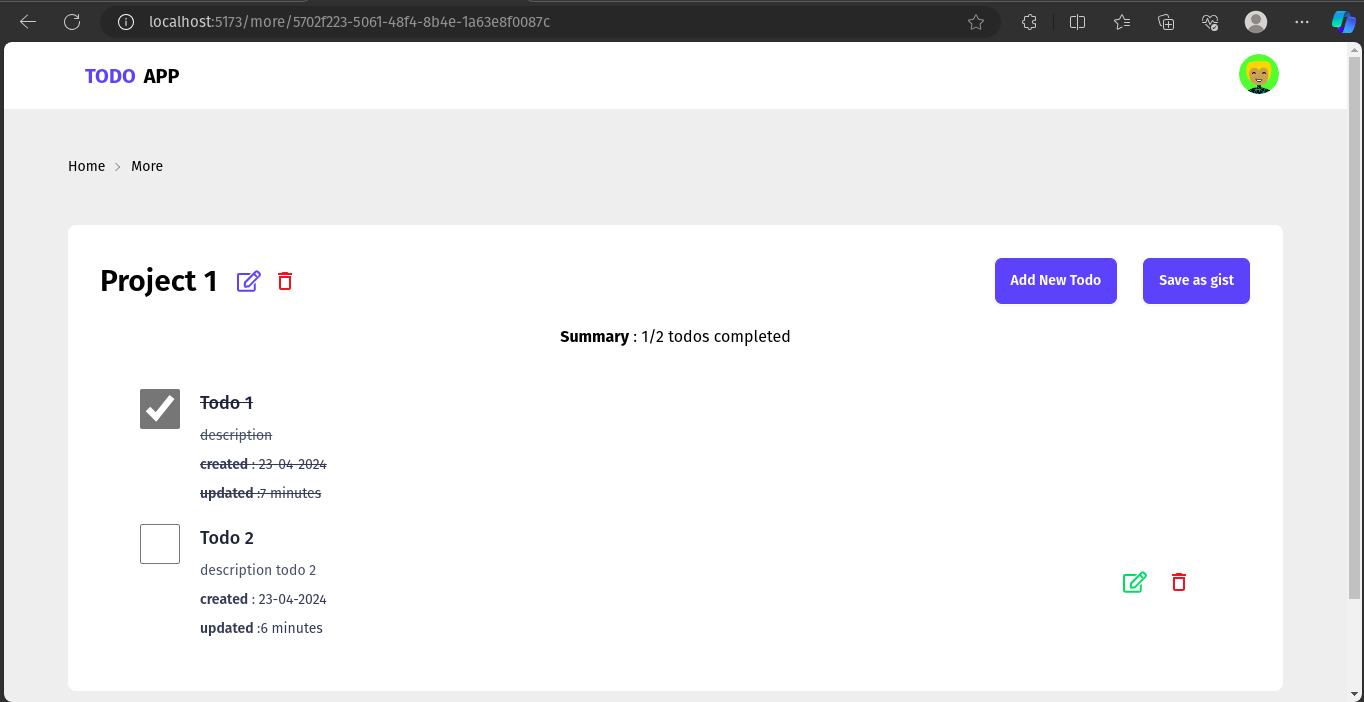 localhost:5173/more/5702f223-5061-48f4-8b4e-1a63e8f0087c
TODO APP
Home > More
Project 1
Add New Todo
Save as gist
Summary : 1/2 todos completed
Todo 1
description
created : 23-04-2024
updated :7 minutes
Todo 2
description todo 2
created : 23-04-2024
updated :6 minutes